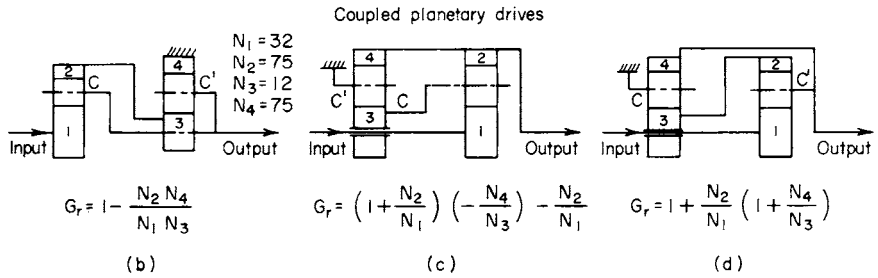 Coupled planetary drives
N₁ = 32
N₂ = 75
N₃ = 12
N₄ = 75
2 C 4 C' 1 3
Input Output
4 2 C' C 3 1
Input Output
4 2 C C' 3 1
Input Output
Gᵣ = 1 - N₂ N₄ / N₁ N₃
Gᵣ = (1 + N₂/N₁) (- N₄/N₃) - N₂/N₁
Gᵣ = 1 + N₂/N₁ (1 + N₄/N₃)
(b) (c) (d)